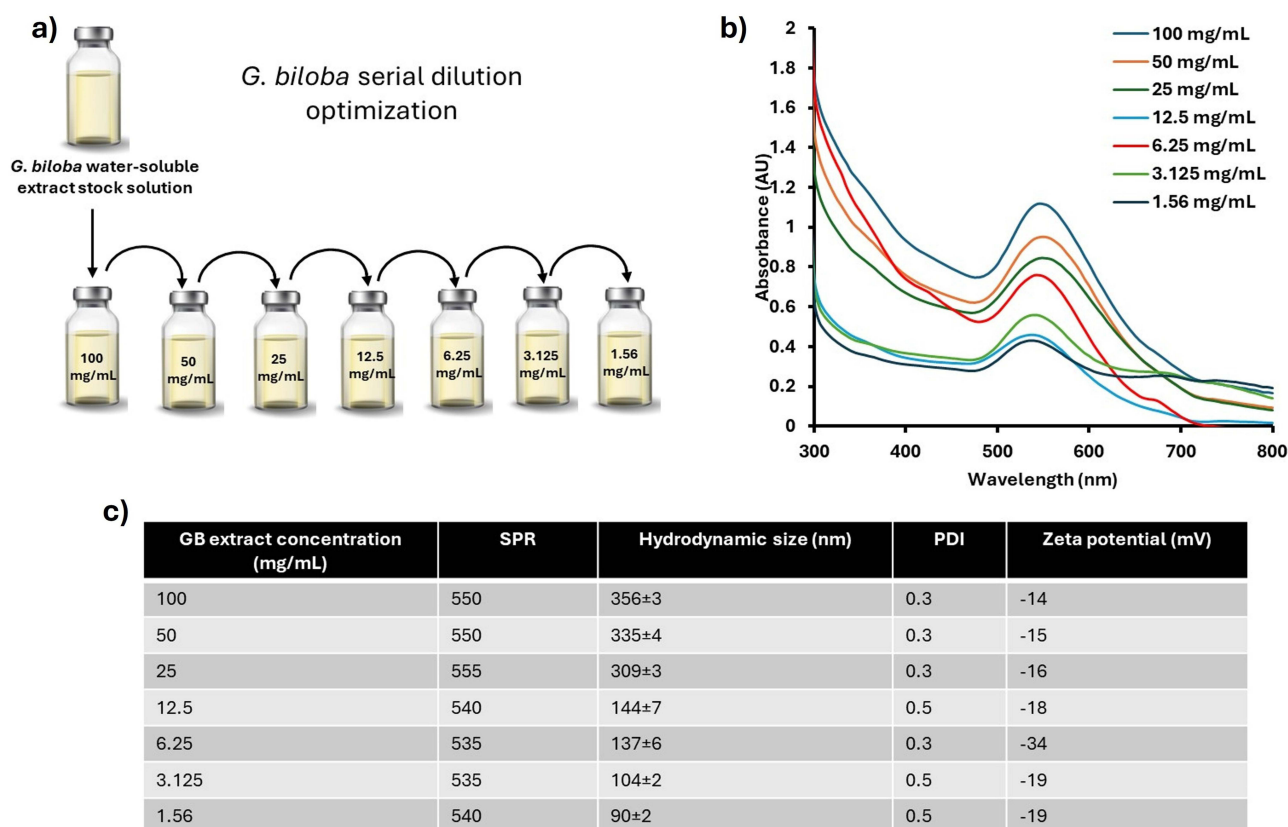 a)
G. biloba serial dilution
optimization
G. biloba water-soluble
extract stock solution
100
mg/mL
50
mg/mL
25
mg/mL
12.5
mg/mL
6.25
mg/mL
3.125
mg/mL
1.56
mg/mL
b)
Absorbance (AU)
2
1.8
1.6
1.4
1.2
1
0.8
0.6
0.4
0.2
0
300 400 500 600 700 800
Wavelength (nm)
100 mg/mL
50 mg/mL
25 mg/mL
12.5 mg/mL
6.25 mg/mL
3.125 mg/mL
1.56 mg/mL
c)
GB extract concentration
(mg/mL)
SPR
Hydrodynamic size (nm)
PDI
Zeta potential (mV)
100 550 356±3 0.3 -14
50 550 335±4 0.3 -15
25 555 309±3 0.3 -16
12.5 540 144±7 0.5 -18
6.25 535 137±6 0.3 -34
3.125 535 104±2 0.5 -19
1.56 540 90±2 0.5 -19